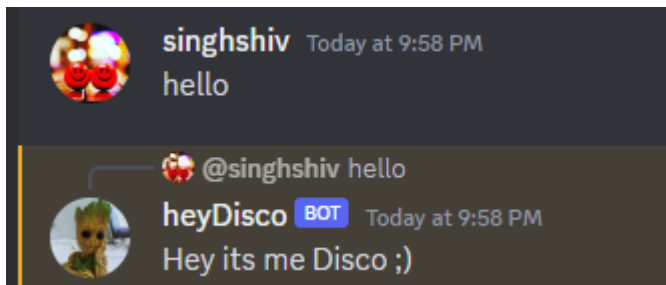 singhshiv Today at 9:58 PM
hello
@singhshiv hello
heyDisco BOT Today at 9:58 PM
Hey its me Disco ;)